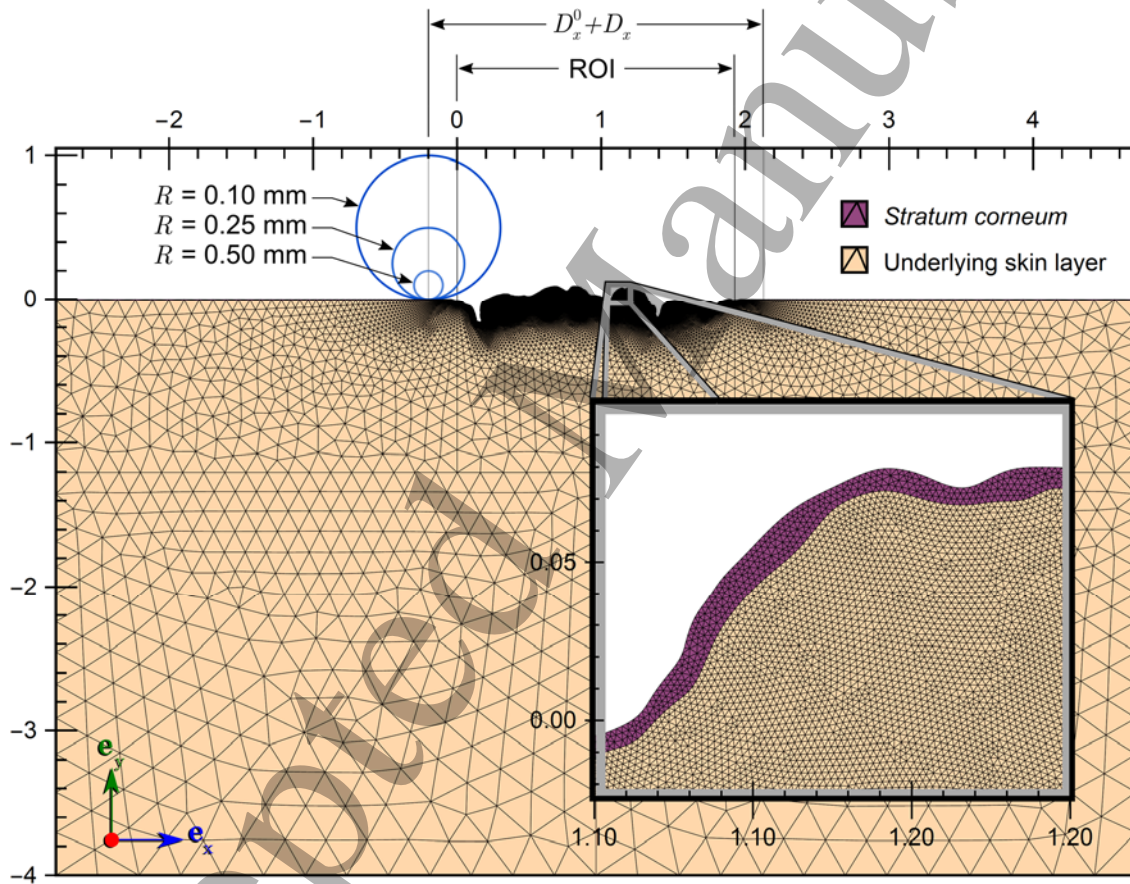 D_x^0+D_x
ROI
−2 −1 0 1 2 3 4
1
R = 0.10 mm
R = 0.25 mm
R = 0.50 mm
Stratum corneum
Underlying skin layer
0
−1
−2
−3
−4
0.05
0.00
1.10 1.10 1.20 1.20
e_y
e_x
epted Manu